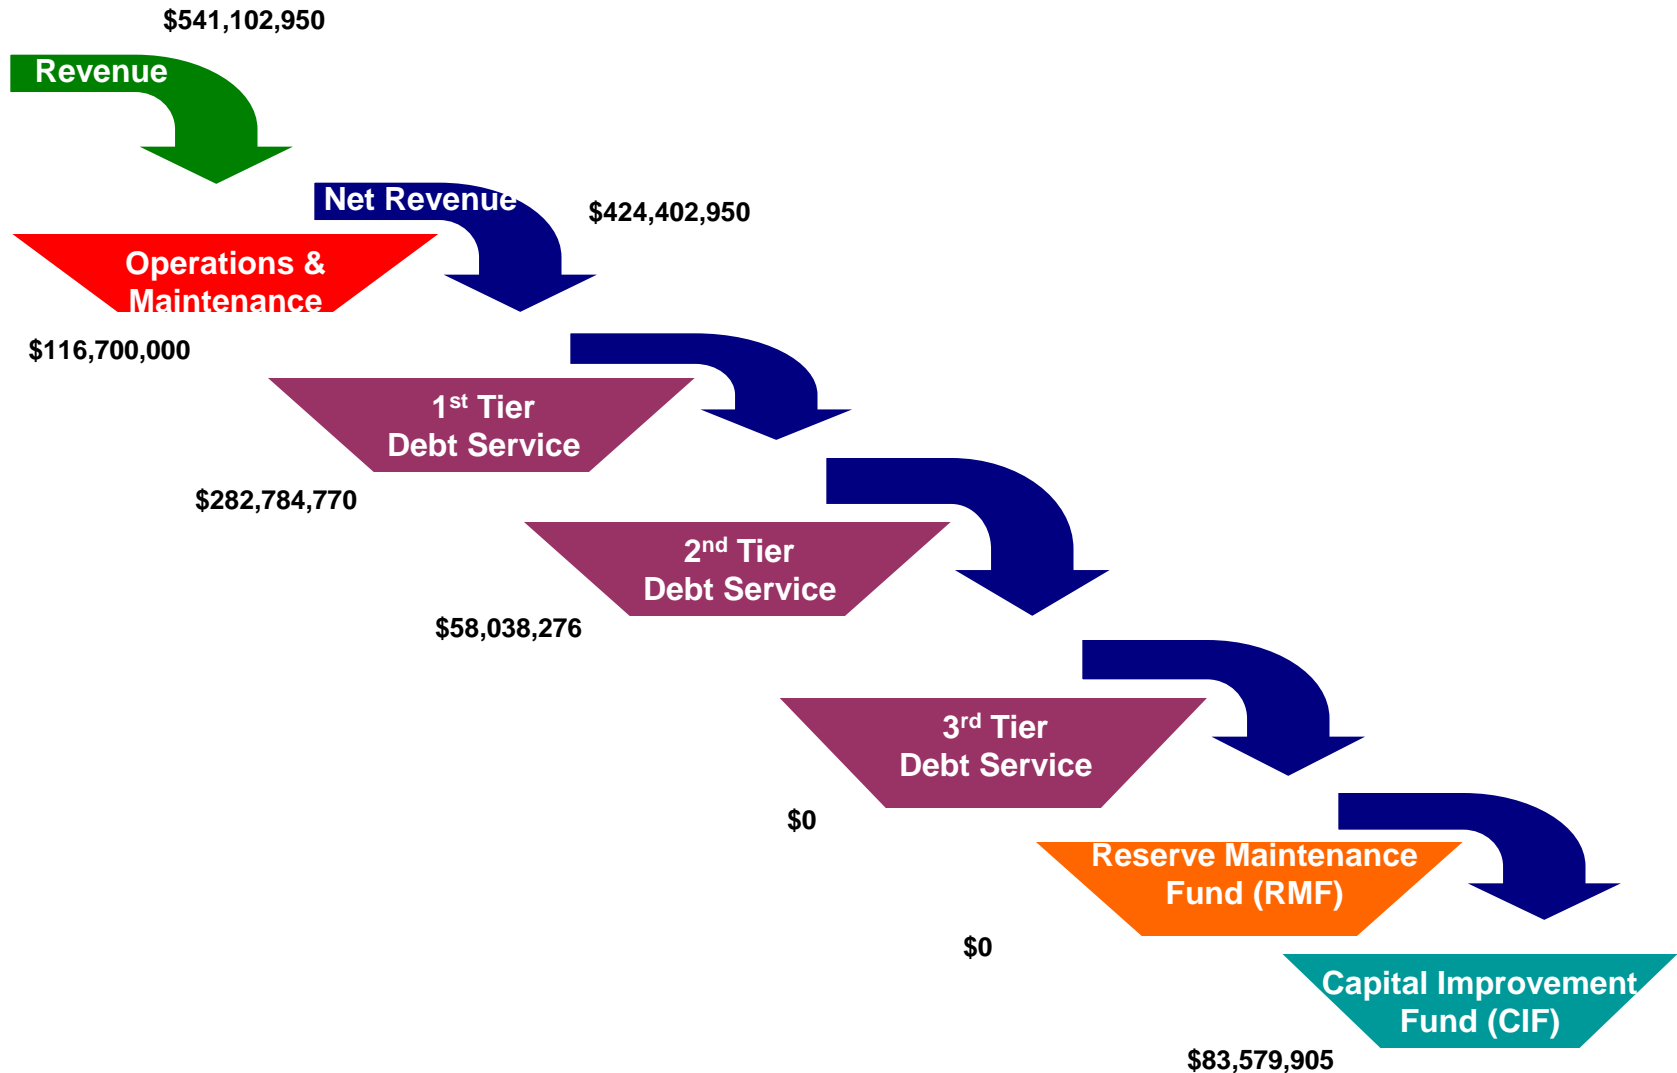 $541,102,950
Revenue
Net Revenue
$424,402,950
Operations &
Maintenance
$116,700,000
1st Tier
Debt Service
$282,784,770
2nd Tier
Debt Service
$58,038,276
3rd Tier
Debt Service
$0
Reserve Maintenance
Fund (RMF)
$0
Capital Improvement
Fund (CIF)
$83,579,905